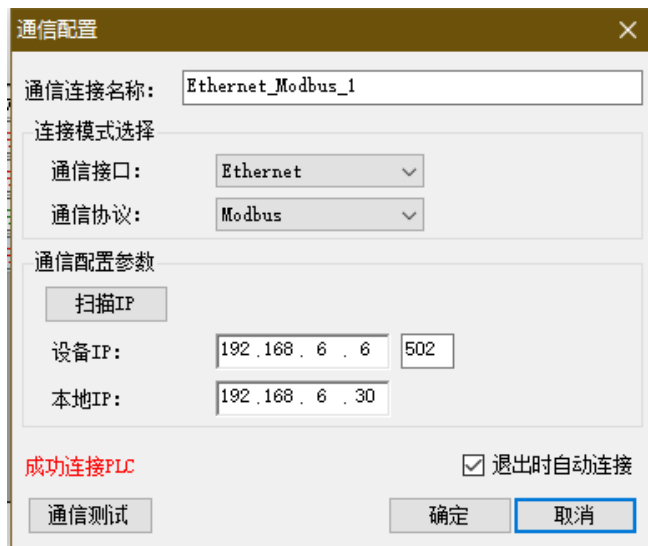 通信配置
通信连接名称: Ethernet_Modbus_1
连接模式选择
通信接口: Ethernet
通信协议: Modbus
通信配置参数
扫描IP
设备IP: 192.168.6.6 502
本地IP: 192.168.6.30
成功连接PLC 退出时自动连接
通信测试 确定 取消